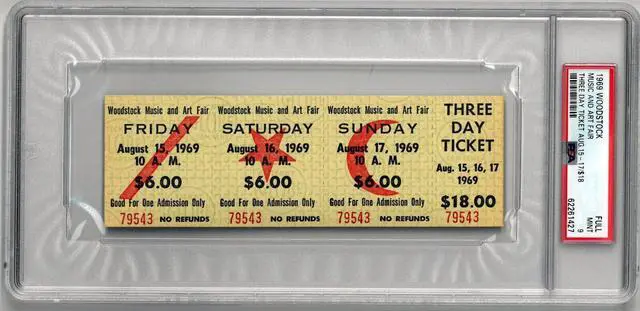 Woodstock Music and Art Fair
FRIDAY
August 15, 1969
10 A. M.
$6.00
Good For One Admission Only
79543 NO REFUNDS
Woodstock Music and Art Fair
SATURDAY
August 16, 1969
10 A. M.
$6.00
Good For One Admission Only
79543 NO REFUNDS
Woodstock Music and Art Fair
SUNDAY
August 17, 1969
10 A. M.
$6.00
Good For One Admission Only
79543 NO REFUNDS
THREE
DAY
TICKET
Aug. 15, 16, 17
1969
$18.00
79543
1969 WOODSTOCK FULL
MUSIC AND ART FAIR 9
THREE DAY TICKET AUG.15-17/$18 MINT
PSA 62261427